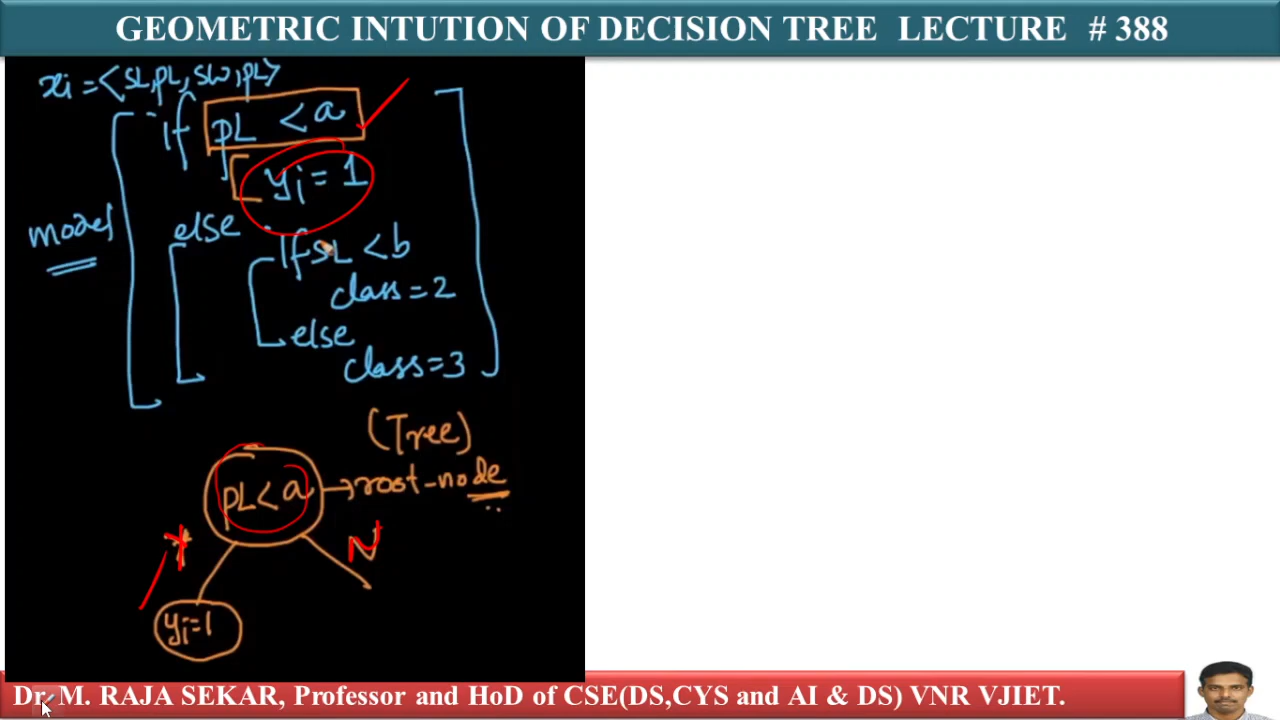 GEOMETRIC INTUTION OF DECISION TREE LECTURE # 388
xi = <SL, PL, SW, PL>
if PL < a
yi = 1
model
else
If SL < b
class = 2
else
class = 3
(Tree)
PL < a → root-node
Y N
yi = 1
Dr. M. RAJA SEKAR, Professor and HoD of CSE(DS,CYS and AI & DS) VNR VJIET.